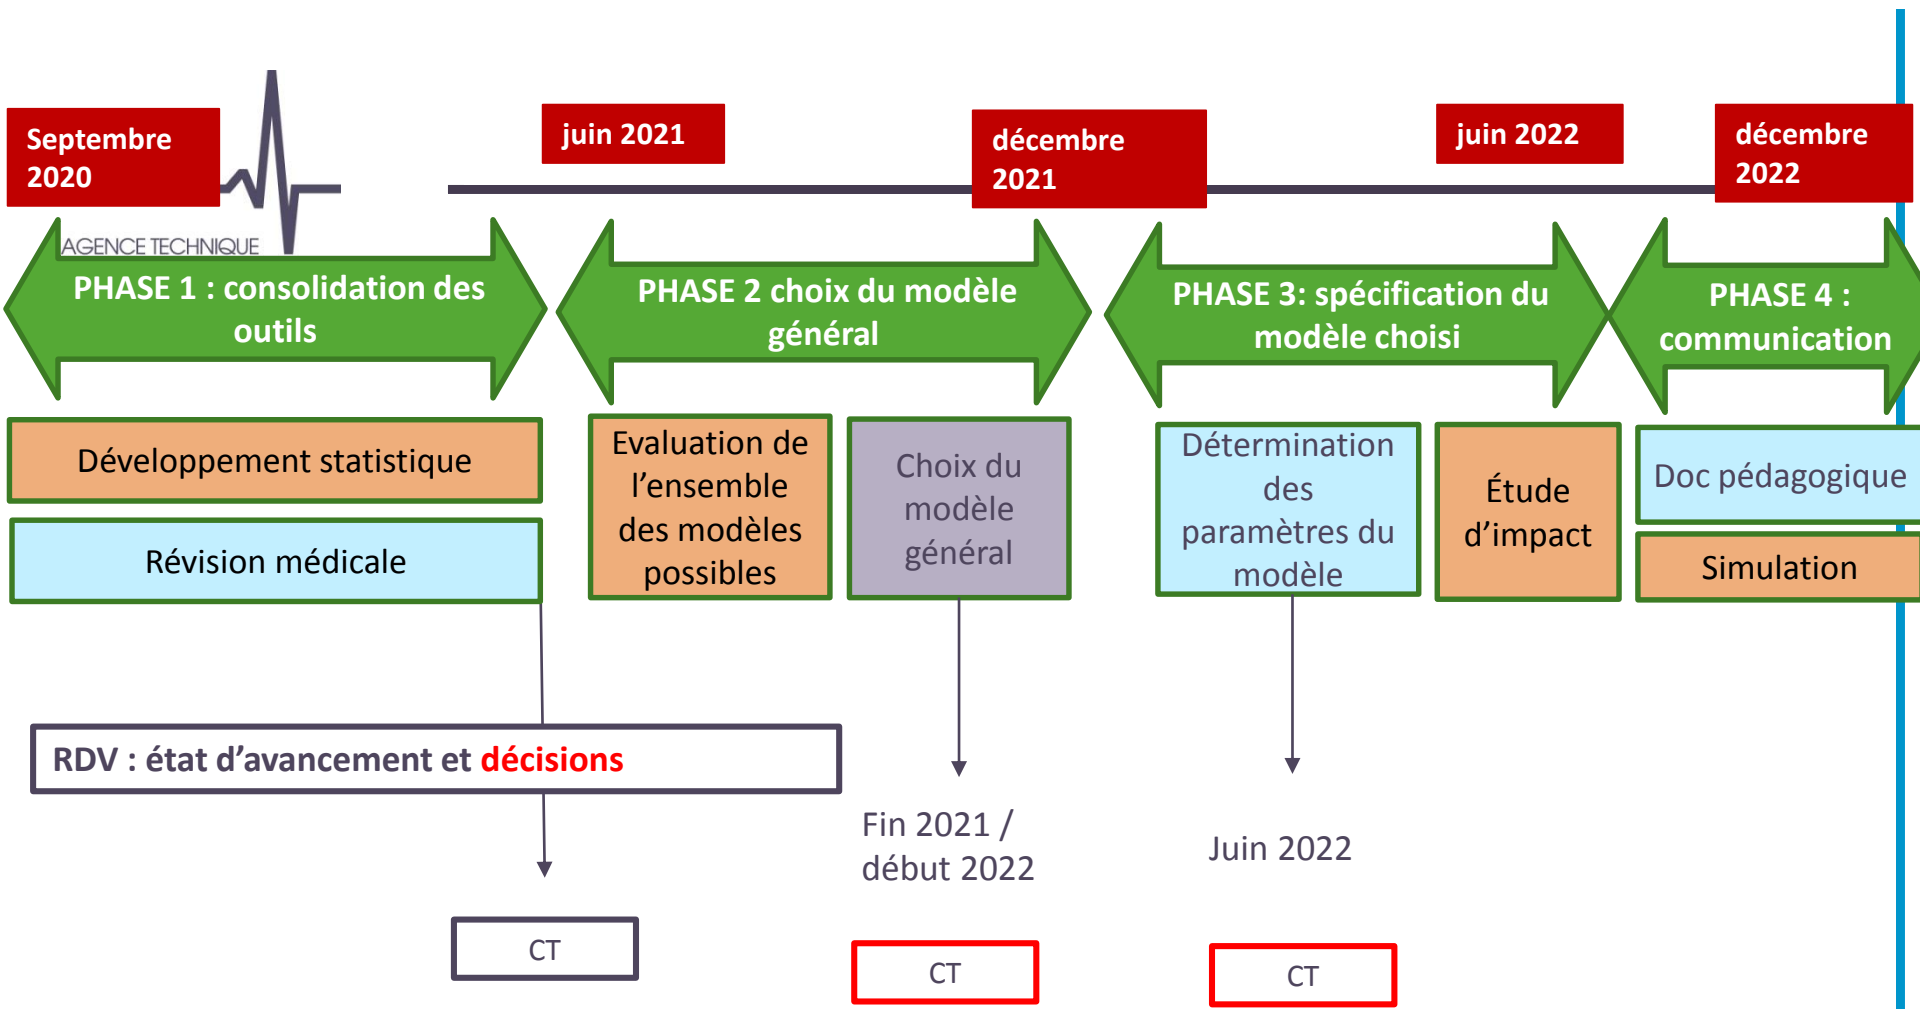 Septembre
2020
juin 2021
décembre
2021
juin 2022
décembre
2022
AGENCE TECHNIQUE
PHASE 1 : consolidation des
outils
PHASE 2 choix du modèle
général
PHASE 3: spécification du
modèle choisi
PHASE 4 :
communication
Développement statistique
Révision médicale
Evaluation de
l’ensemble
des modèles
possibles
Choix du
modèle
général
Détermination
des
paramètres du
modèle
Étude
d’impact
Doc pédagogique
Simulation
RDV : état d’avancement et décisions
Fin 2021 /
début 2022
Juin 2022
CT
CT
CT